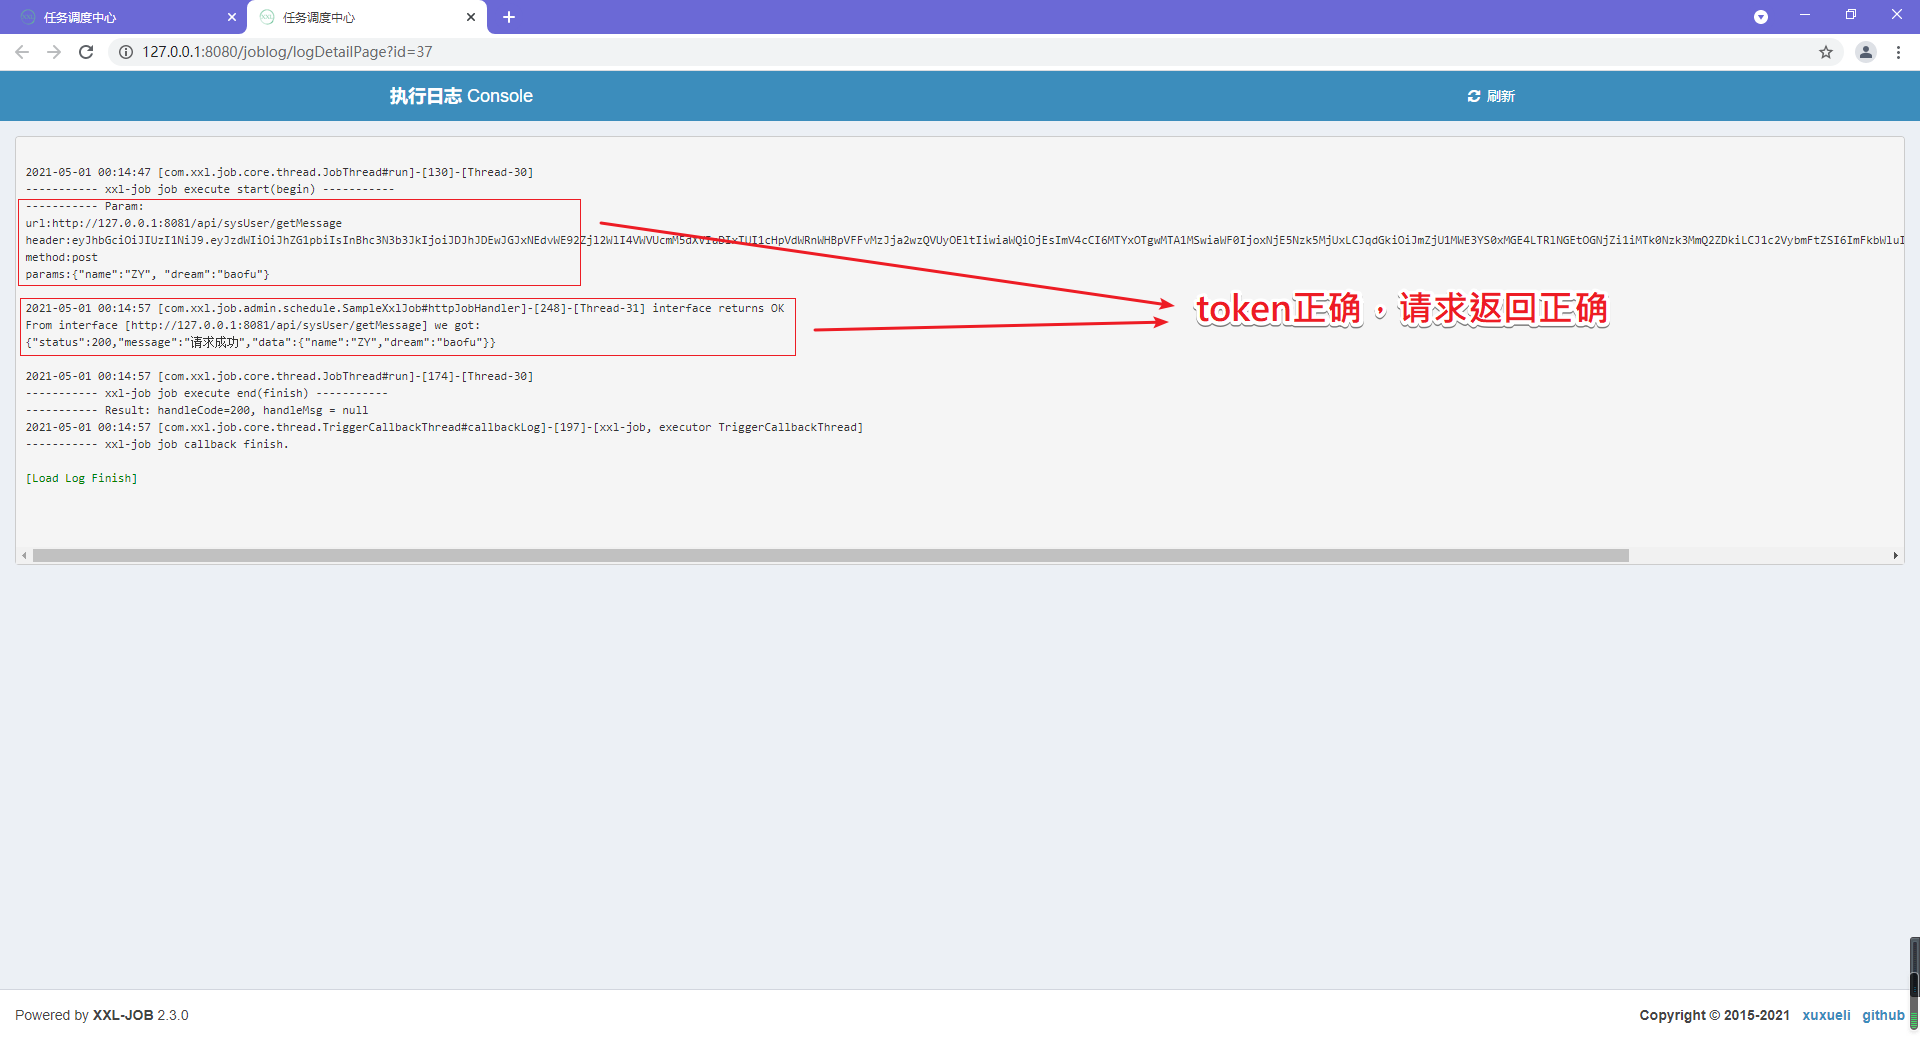 任务调度中心
任务调度中心
127.0.0.1:8080/joblog/logDetailPage?id=37
执行日志 Console
刷新
2021-05-01 00:14:47 [com.xxl.job.core.thread.JobThread#run]-[130]-[Thread-30]
----------- xxl-job job execute start(begin) -----------
----------- Param:
url:http://127.0.0.1:8081/api/sysUser/getMessage
method:post
params:{"name":"ZY", "dream":"baofu"}
2021-05-01 00:14:57 [com.xxl.job.admin.schedule.SampleXxlJob#httpJobHandler]-[248]-[Thread-31] interface returns OK
From interface [http://127.0.0.1:8081/api/sysUser/getMessage] we got:
{"status":200,"message":"请求成功","data":{"name":"ZY","dream":"baofu"}}
token正确，请求返回正确
2021-05-01 00:14:57 [com.xxl.job.core.thread.JobThread#run]-[174]-[Thread-30]
----------- xxl-job job execute end(finish) -----------
----------- Result: handleCode=200, handleMsg = null
2021-05-01 00:14:57 [com.xxl.job.core.thread.TriggerCallbackThread#callbackLog]-[197]-[xxl-job, executor TriggerCallbackThread]
----------- xxl-job job callback finish.
[Load Log Finish]
Powered by XXL-JOB 2.3.0
Copyright © 2015-2021 xuxueli github